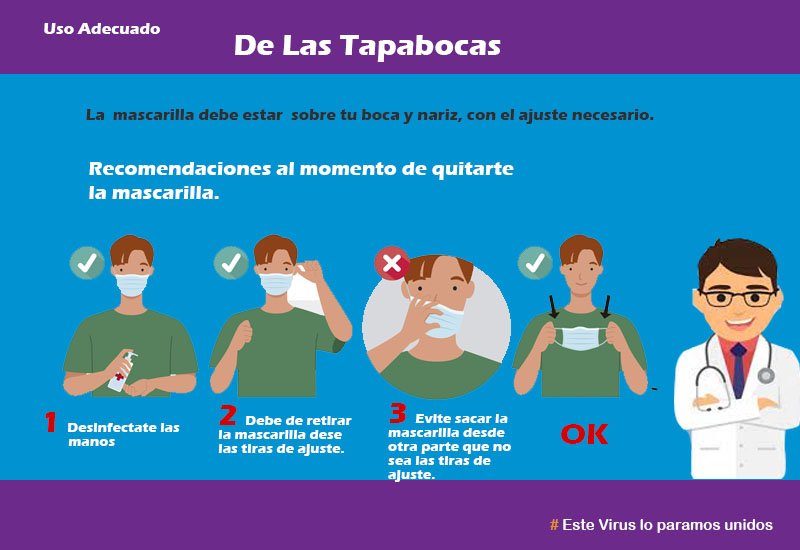 Uso Adecuado
De Las Tapabocas
La mascarilla debe estar sobre tu boca y nariz, con el ajuste necesario.
Recomendaciones al momento de quitarte
la mascarilla.
1 Desinfectate las
manos
2 Debe de retirar
la mascarilla dese
las tiras de ajuste.
3 Evite sacar la
mascarilla desde
otra parte que no
sea las tiras de
ajuste.
OK
# Este Virus lo paramos unidos